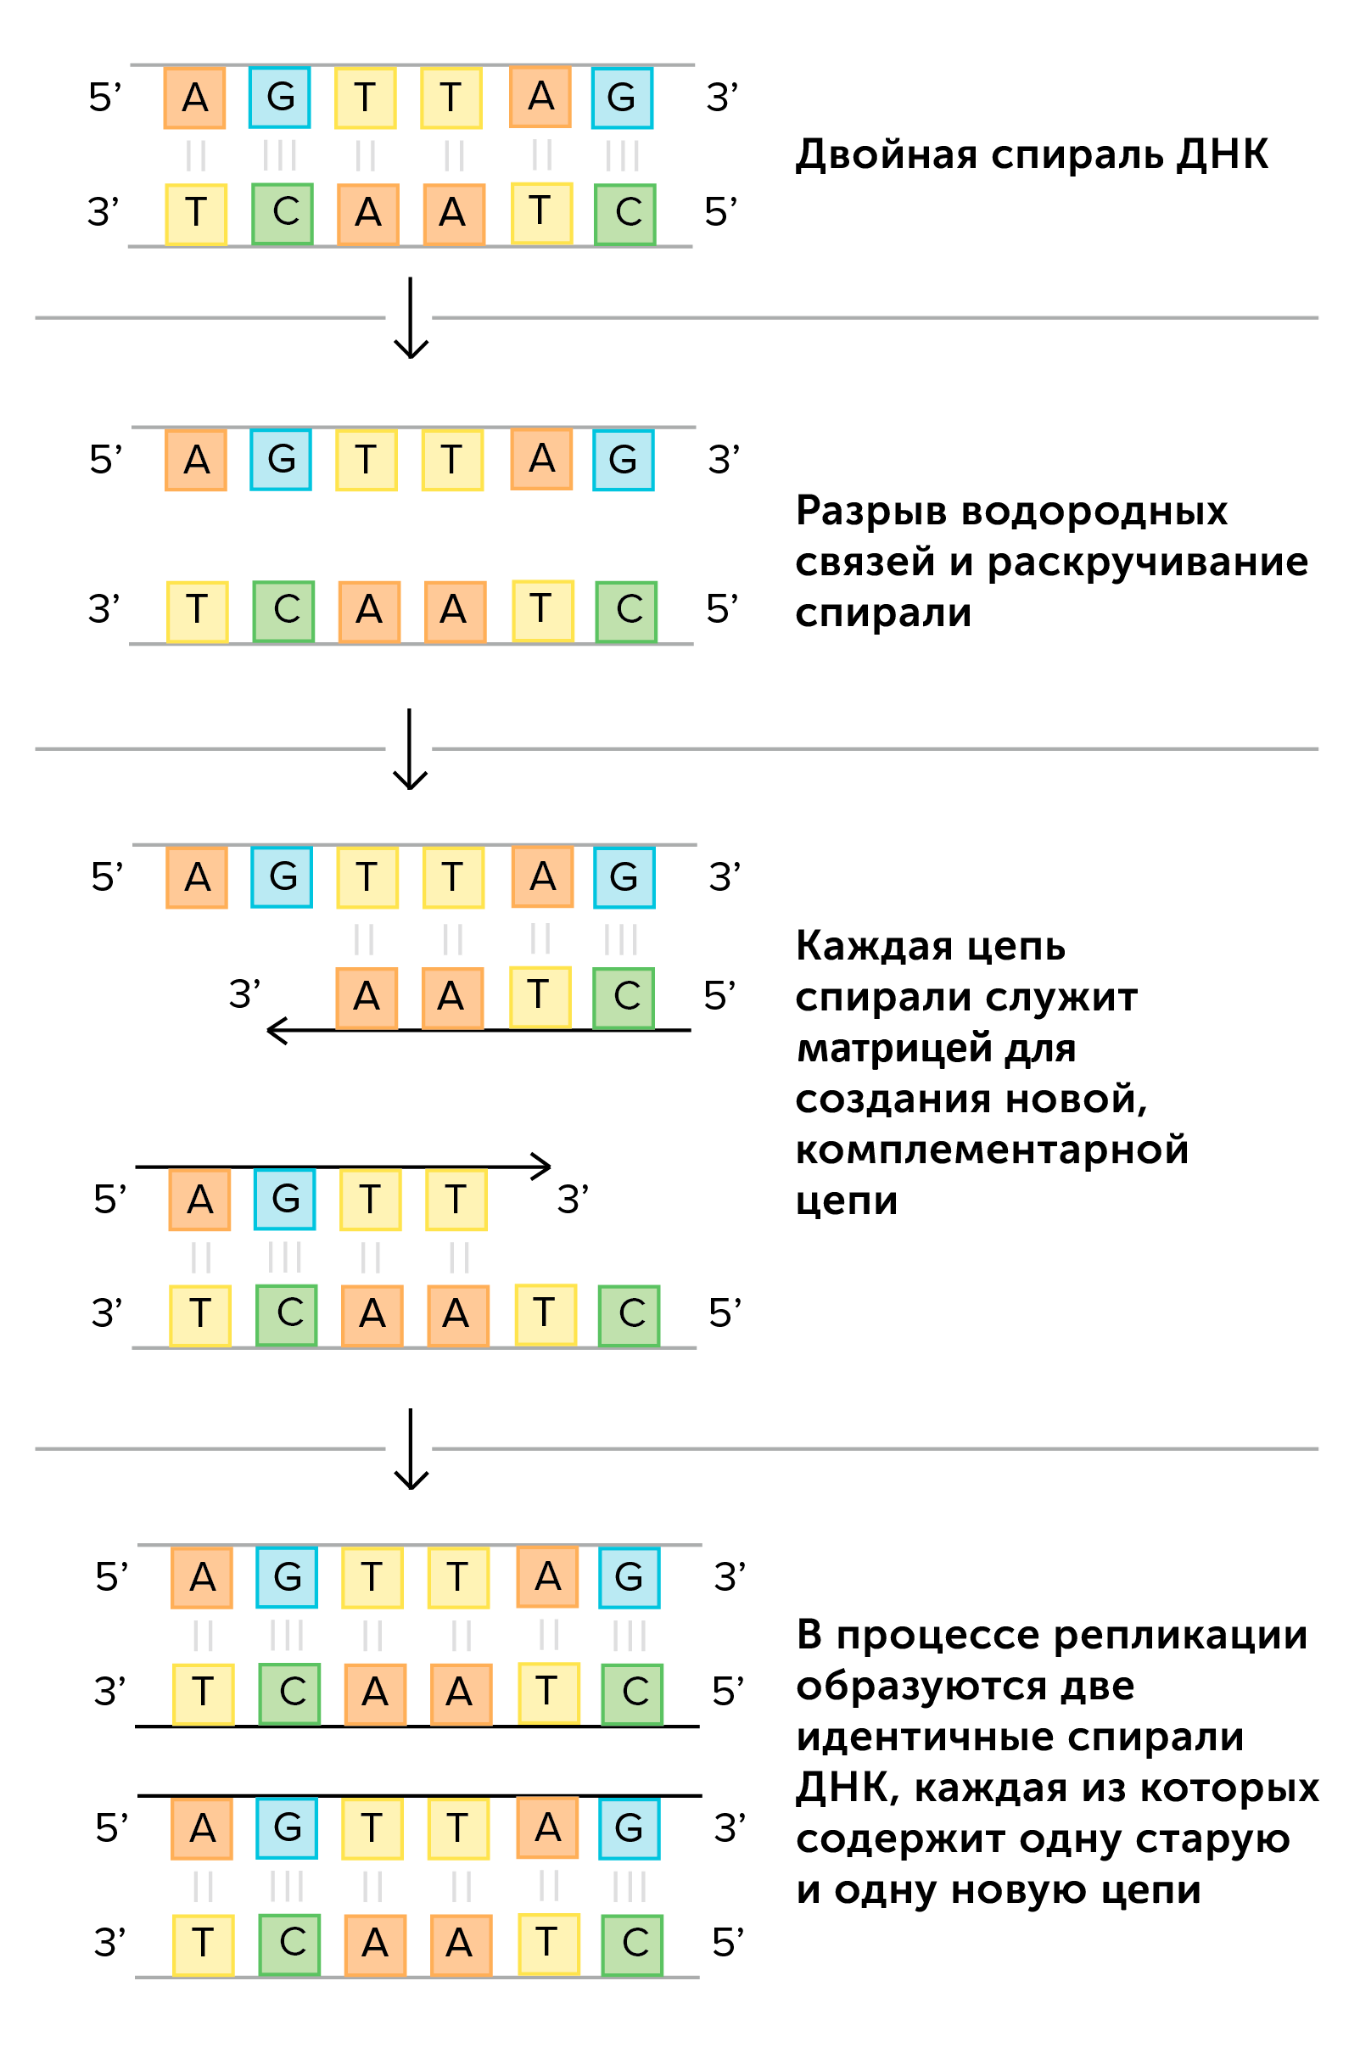 5’ A G T T A G 3’
Двойная спираль ДНК
3’ T C A A T C 5’
5’ A G T T A G 3’
Разрыв водородных
связей и раскручивание
спирали
3’ T C A A T C 5’
5’ A G T T A G 3’
3’ A A T C 5’
Каждая цепь
спирали служит
матрицей для
создания новой,
комплементарной
цепи
5’ A G T T 3’
3’ T C A A T C 5’
5’ A G T T A G 3’
3’ T C A A T C 5’
В процессе репликации
образуются две
идентичные спирали
ДНК, каждая из которых
содержит одну старую
и одну новую цепи
5’ A G T T A G 3’
3’ T C A A T C 5’